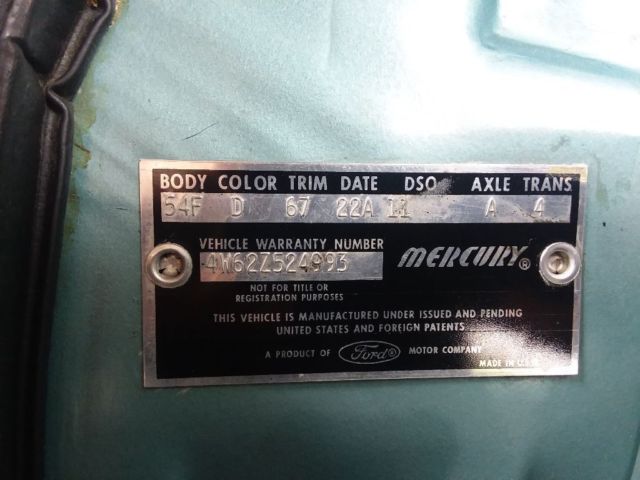 BODY COLOR TRIM DATE DSO AXLE TRANS
54F D 67 22A 11 A 4
VEHICLE WARRANTY NUMBER
4W62Z524993
MERCURY®
NOT FOR TITLE OR
REGISTRATION PURPOSES
THIS VEHICLE IS MANUFACTURED UNDER ISSUED AND PENDING
UNITED STATES AND FOREIGN PATENTS
A PRODUCT OF Ford® MOTOR COMPANY
MADE IN U.S.A.